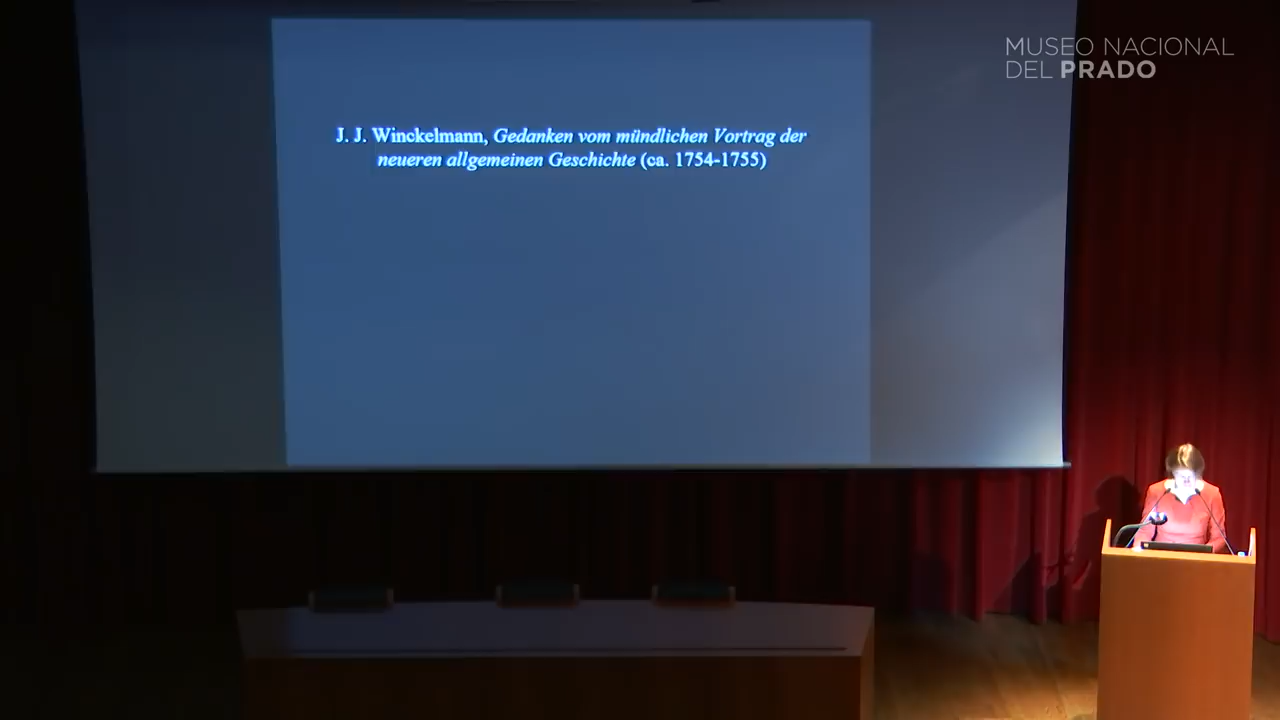 MUSEO NACIONAL
DEL PRADO
J. J. Winckelmann, Gedanken vom mündlichen Vortrag der
neueren allgemeinen Geschichte (ca. 1754-1755)